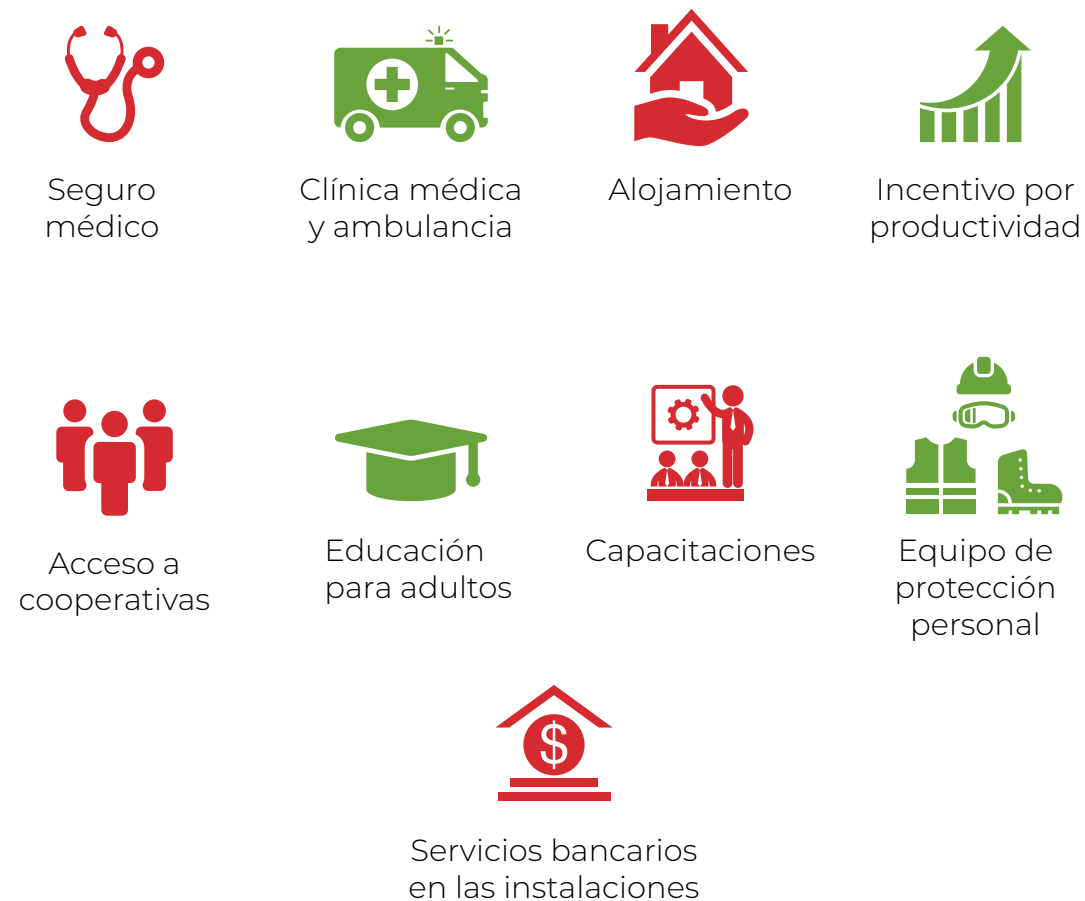 Seguro
médico
Clínica médica
y ambulancia
Alojamiento
Incentivo por
productividad
Acceso a
cooperativas
Educación
para adultos
Capacitaciones
Equipo de
protección
personal
$
Servicios bancarios
en las instalaciones